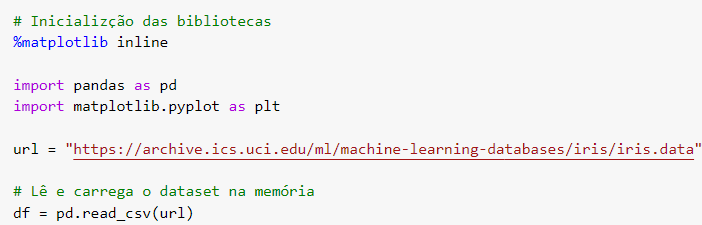 # Inicializção das bibliotecas
%matplotlib inline
import pandas as pd
import matplotlib.pyplot as plt
url = "https://archive.ics.uci.edu/ml/machine-learning-databases/iris/iris.data"
# Lê e carrega o dataset na memória
df = pd.read_csv(url)